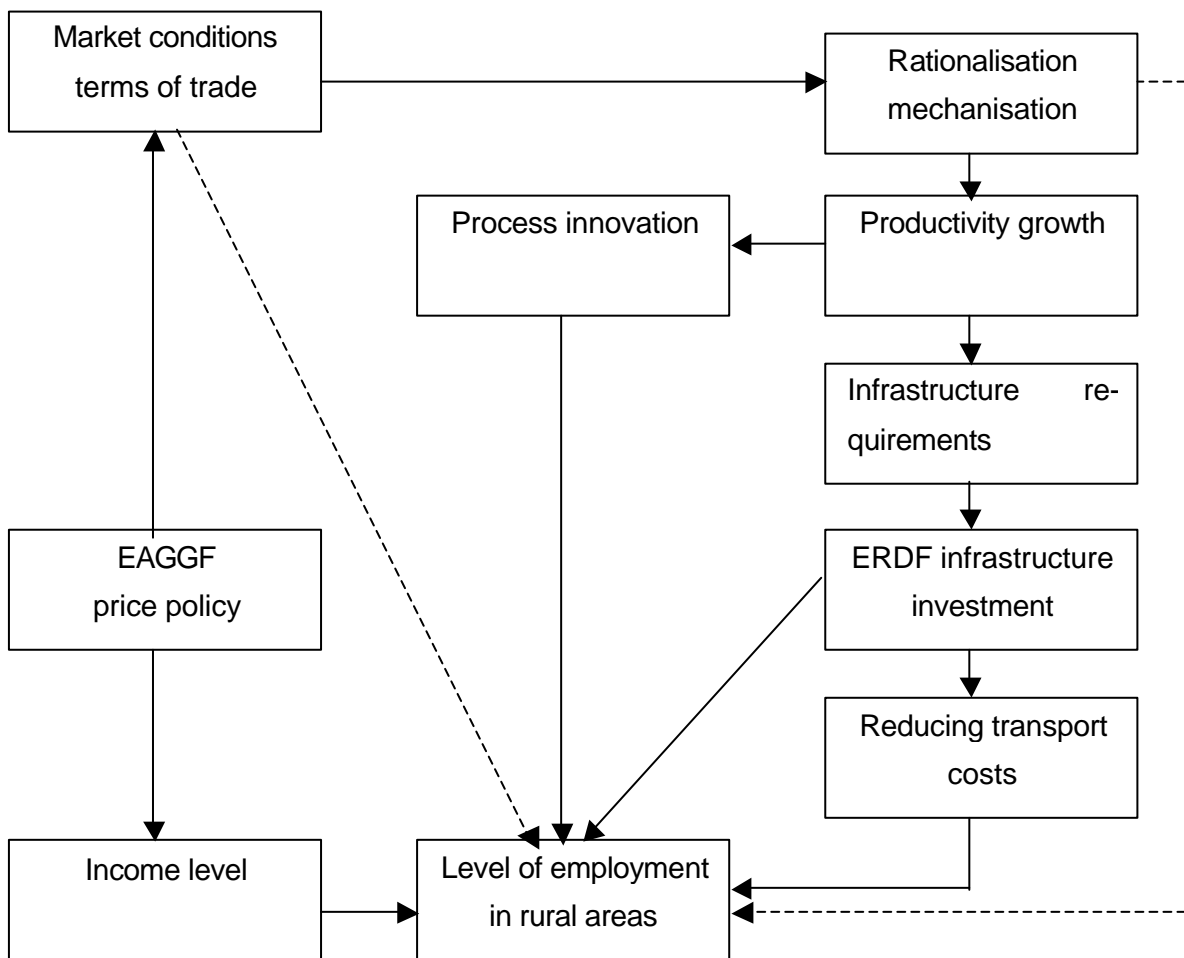 Market conditions
terms of trade
Rationalisation
mechanisation
Process innovation
Productivity growth
Infrastructure re-
quirements
EAGGF
price policy
ERDF infrastructure
investment
Reducing transport
costs
Income level
Level of employment
in rural areas